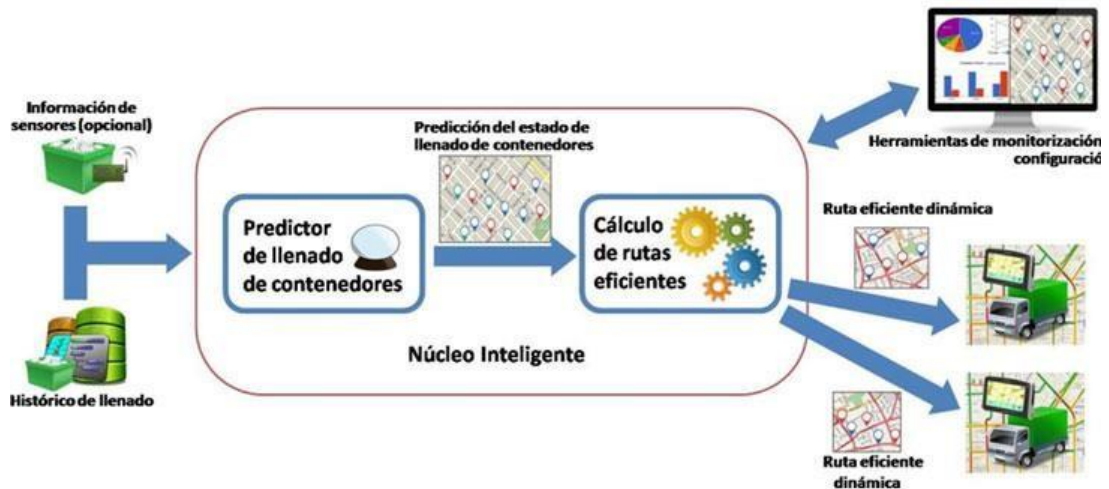 Información de
sensores (opcional)
Histórico de llenado
Predictor
de llenado
de contenedores
Predicción del estado de
llenado de contenedores
Cálculo
de rutas
eficientes
Núcleo Inteligente
Herramientas de monitorización
configuració
Ruta eficiente dinámica
Ruta eficiente
dinámica